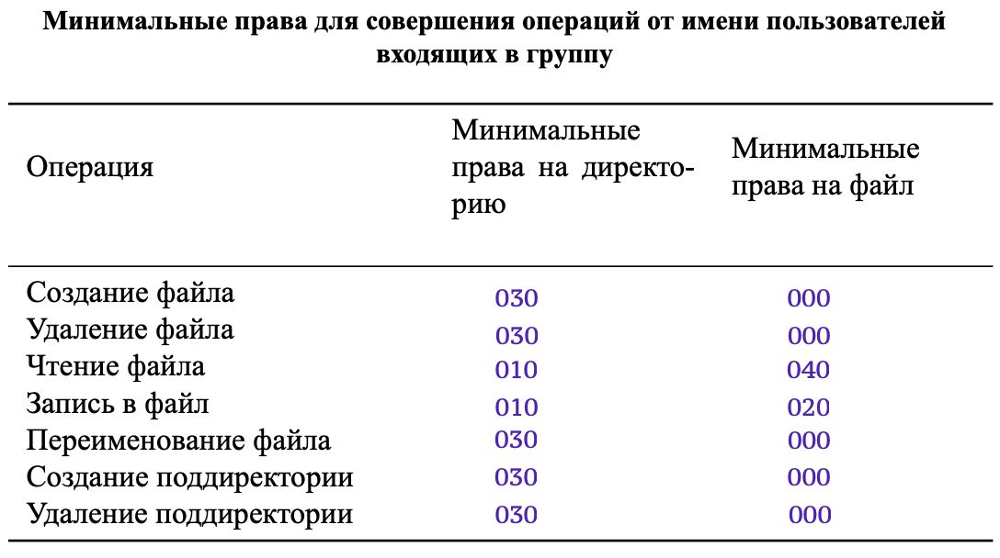 Минимальные права для совершения операций от имени пользователей
входящих в группу
Операция
Минимальные
права на директо-
рию
Минимальные
права на файл
Создание файла 030 000
Удаление файла 030 000
Чтение файла 010 040
Запись в файл 010 020
Переименование файла 030 000
Создание поддиректории 030 000
Удаление поддиректории 030 000